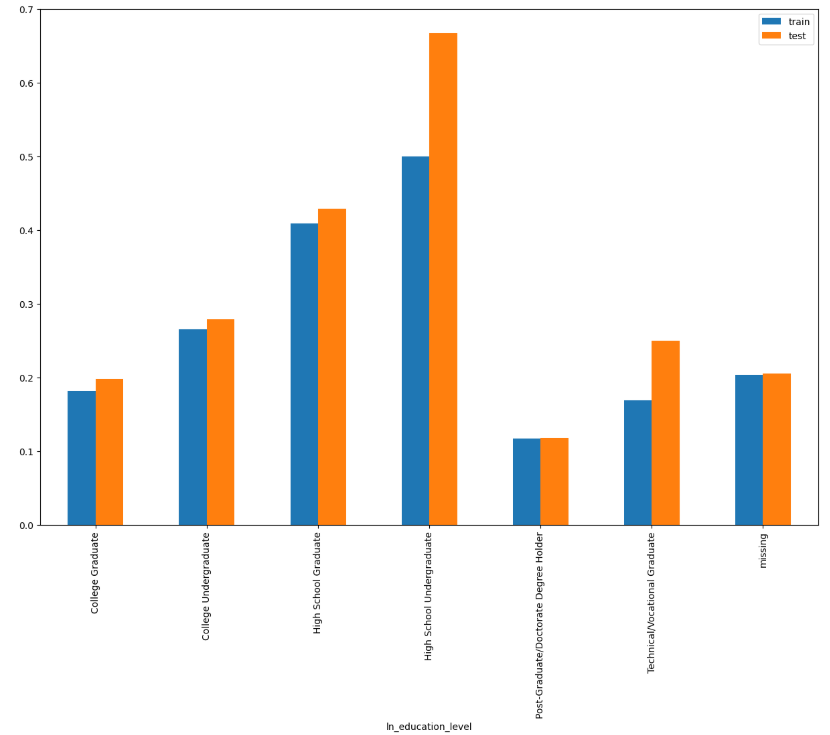 0.7
0.6
0.5
0.4
0.3
0.2
0.1
0.0
train
test
College Graduate
College Undergraduate
High School Graduate
High School Undergraduate
Post-Graduate/Doctorate Degree Holder
Technical/Vocational Graduate
missing
ln_education_level